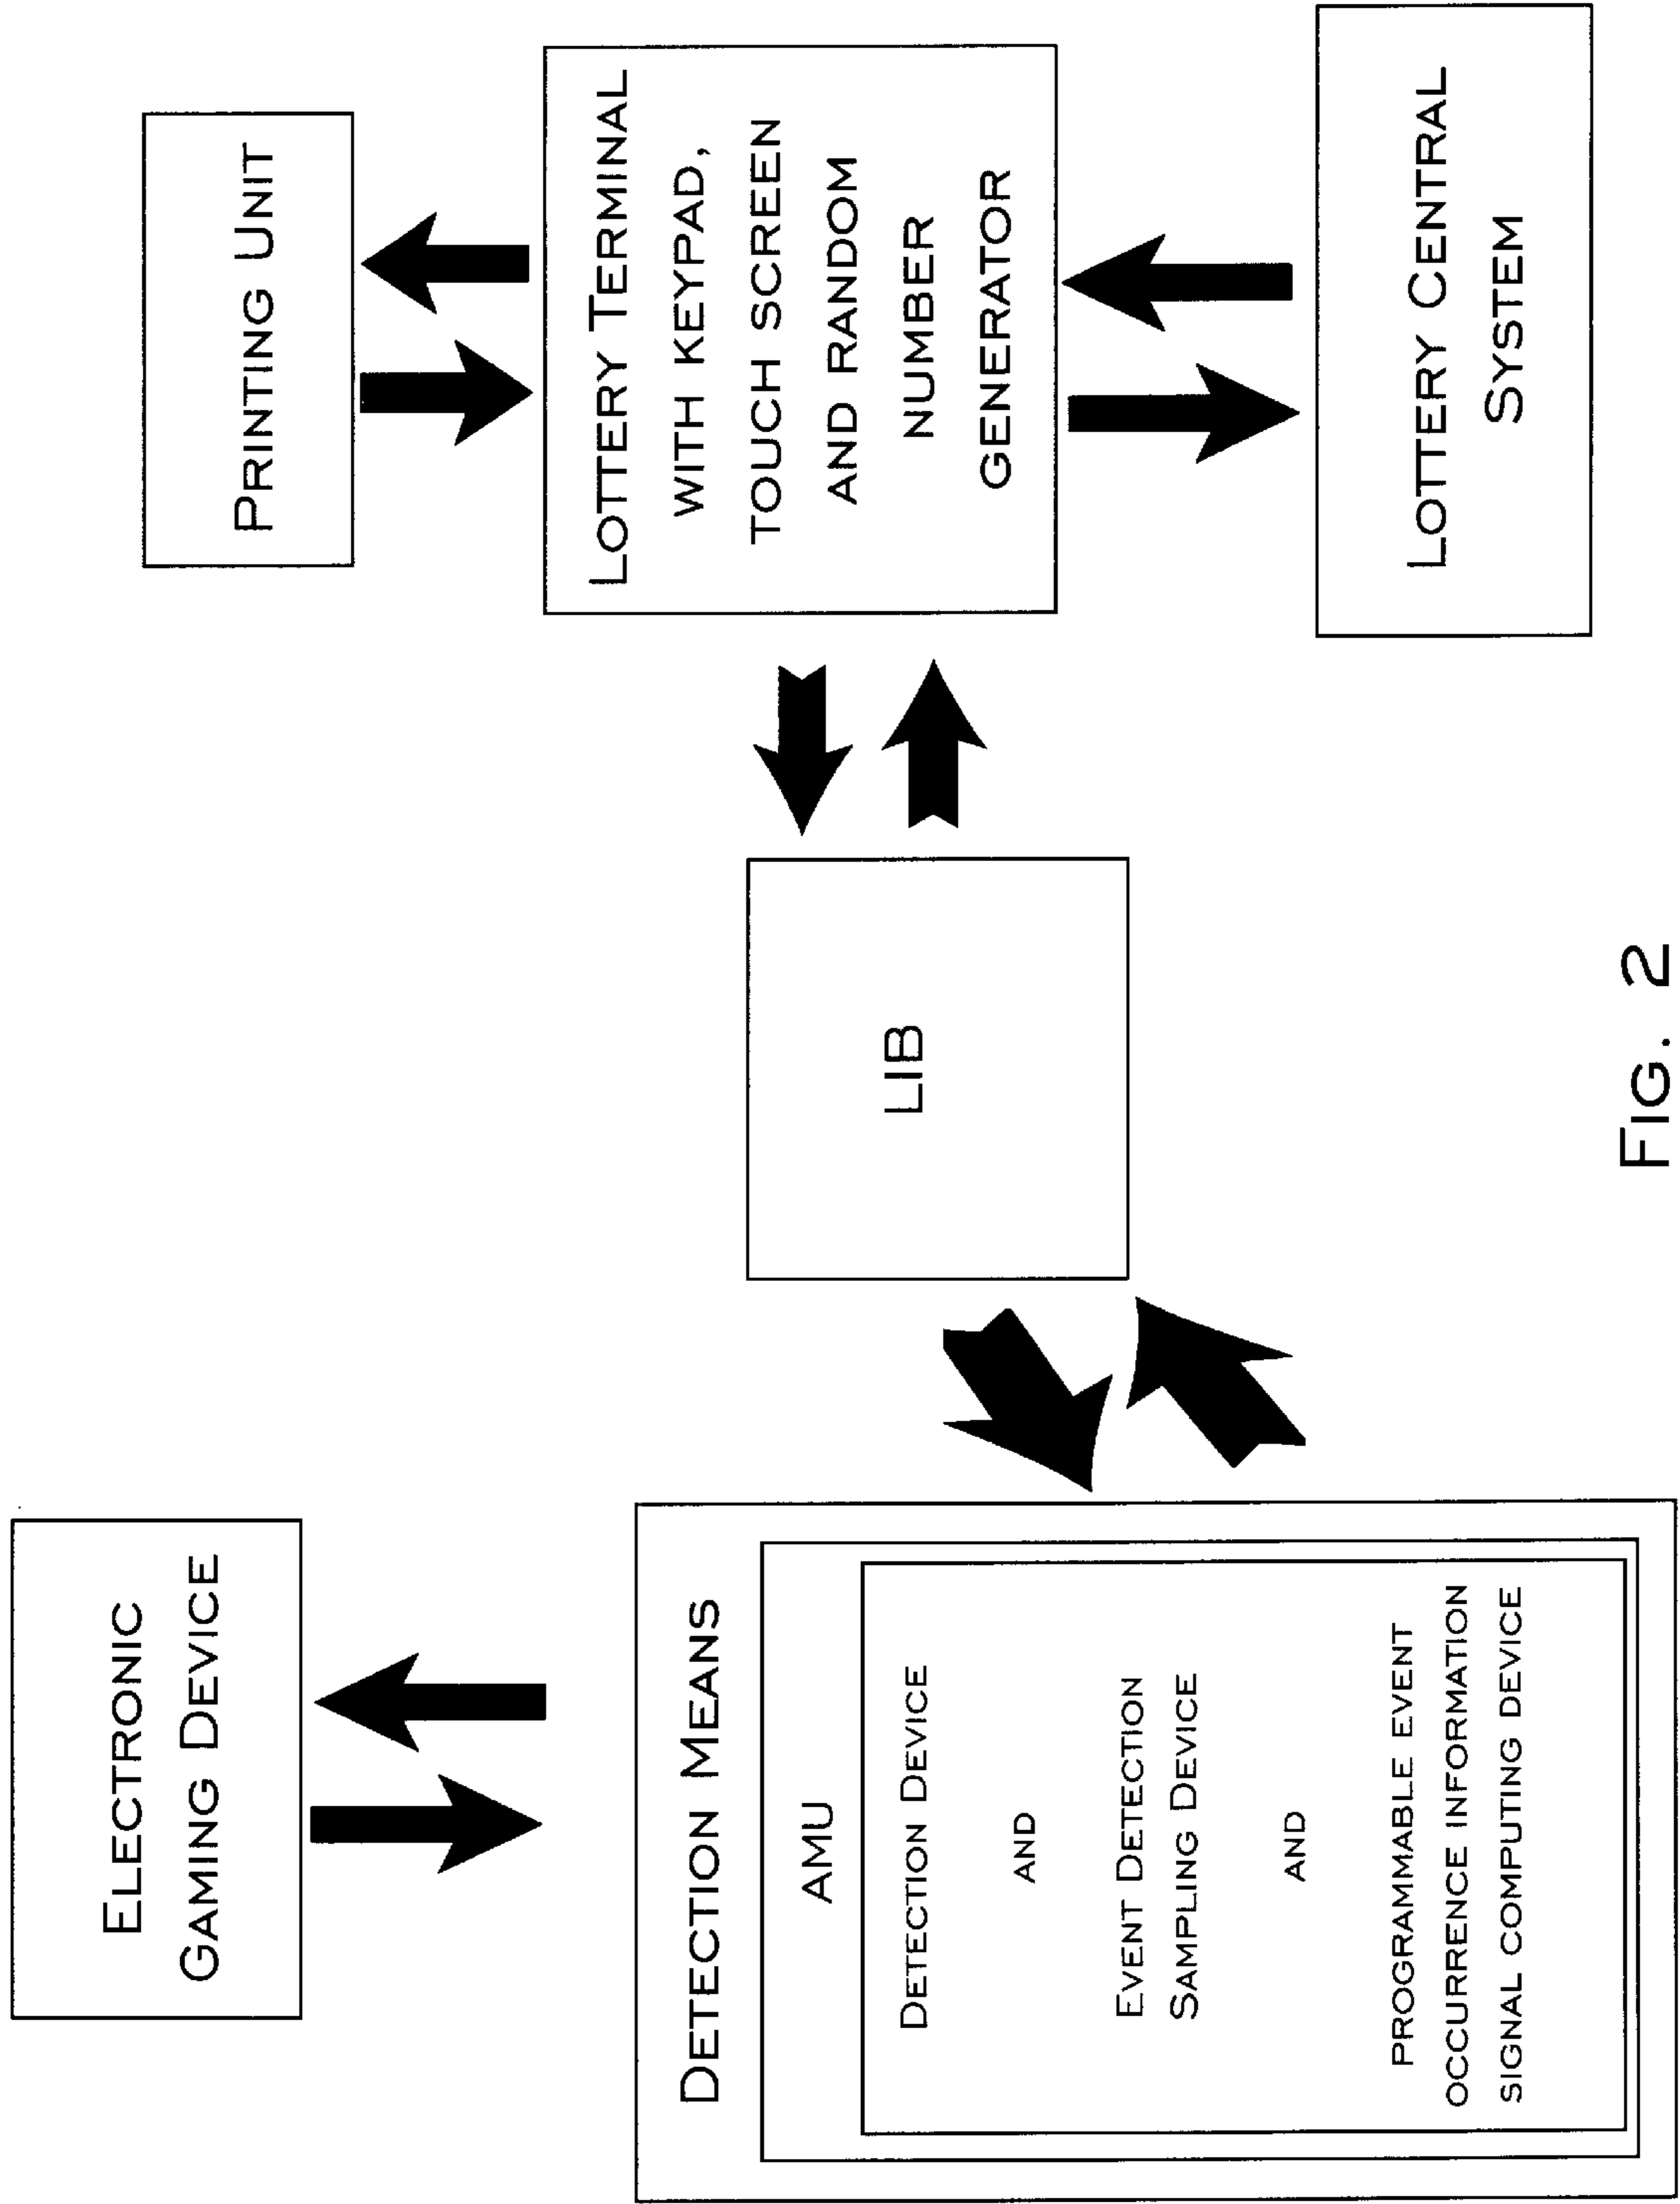 Electronic
Gaming Device
Detection Means
AMU
Detection Device
and
Event Detection
Sampling Device
and
programmable event
occurrence information
signal computing device
LIB
Printing Unit
Lottery Terminal
with keypad,
touch screen
and random
number
generator
Lottery Central
System
Fig. 2